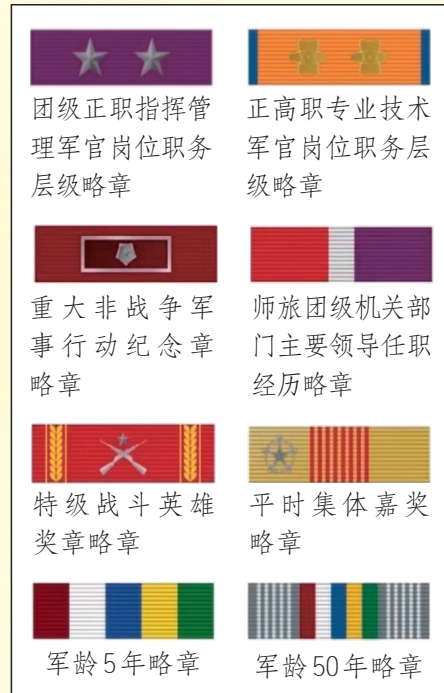 团级正职指挥管
理军官岗位职务
层级略章
正高职专业技术
军官岗位职务层
级略章
重大非战争军
事行动纪念章
略章
师旅团级机关部
门主要领导任职
经历略章
特级战斗英雄
奖章略章
平时集体嘉奖
略章
军龄5年略章
军龄50年略章